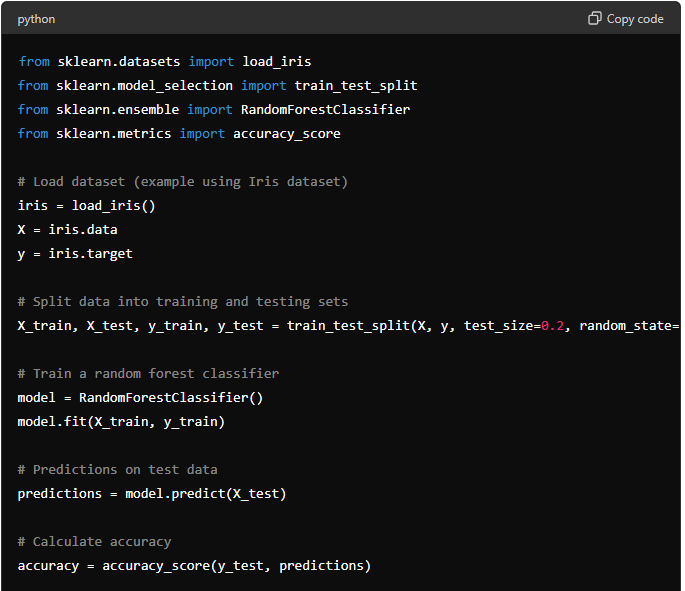 python
Copy code
from sklearn.datasets import load_iris
from sklearn.model_selection import train_test_split
from sklearn.ensemble import RandomForestClassifier
from sklearn.metrics import accuracy_score
# Load dataset (example using Iris dataset)
iris = load_iris()
X = iris.data
y = iris.target
# Split data into training and testing sets
X_train, X_test, y_train, y_test = train_test_split(X, y, test_size=0.2, random_state=
# Train a random forest classifier
model = RandomForestClassifier()
model.fit(X_train, y_train)
# Predictions on test data
predictions = model.predict(X_test)
# Calculate accuracy
accuracy = accuracy_score(y_test, predictions)